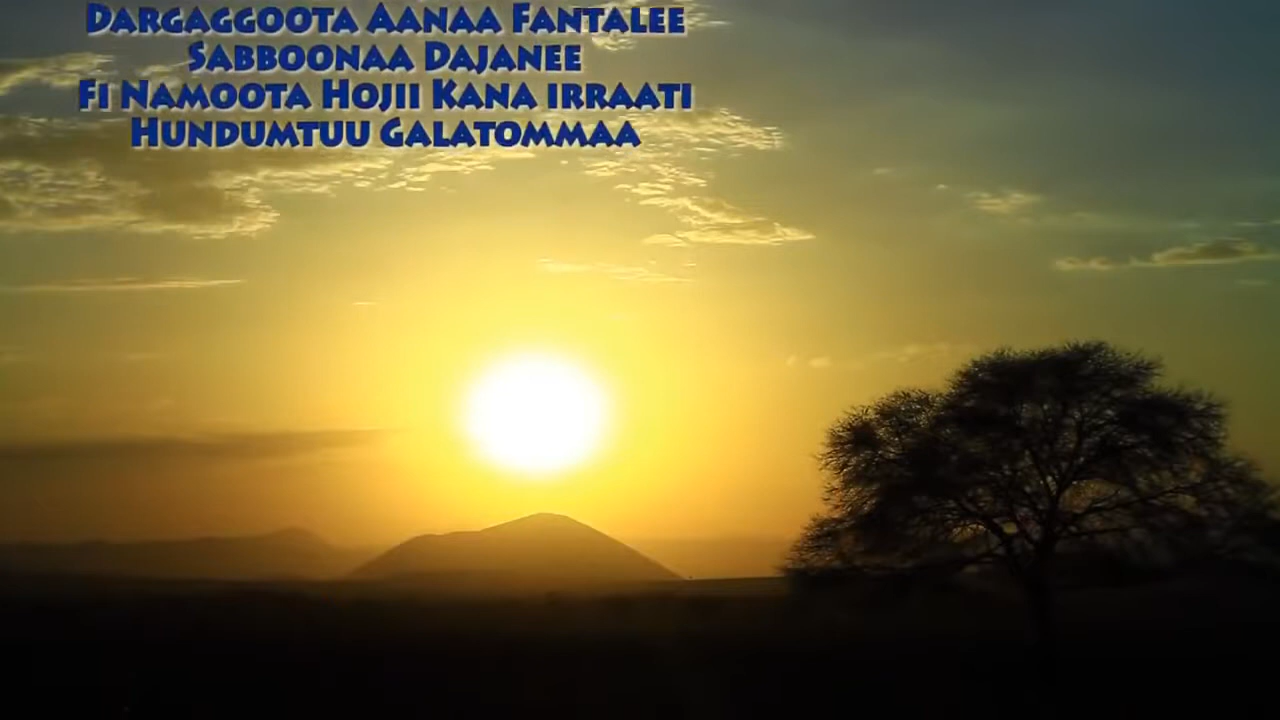 Dargaggoota Aanaa Fantalee
Sabboonaa Dajanee
Fi Namoota Hojii Kana irraati
Hundumtuu Galatommaa